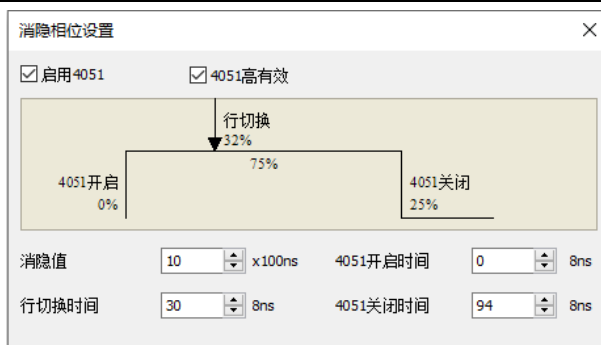 消隐相位设置
启用4051
4051高有效
行切换
32%
75%
4051开启
0%
4051关闭
25%
消隐值 10 x100ns 4051开启时间 0 8ns
行切换时间 30 8ns 4051关闭时间 94 8ns